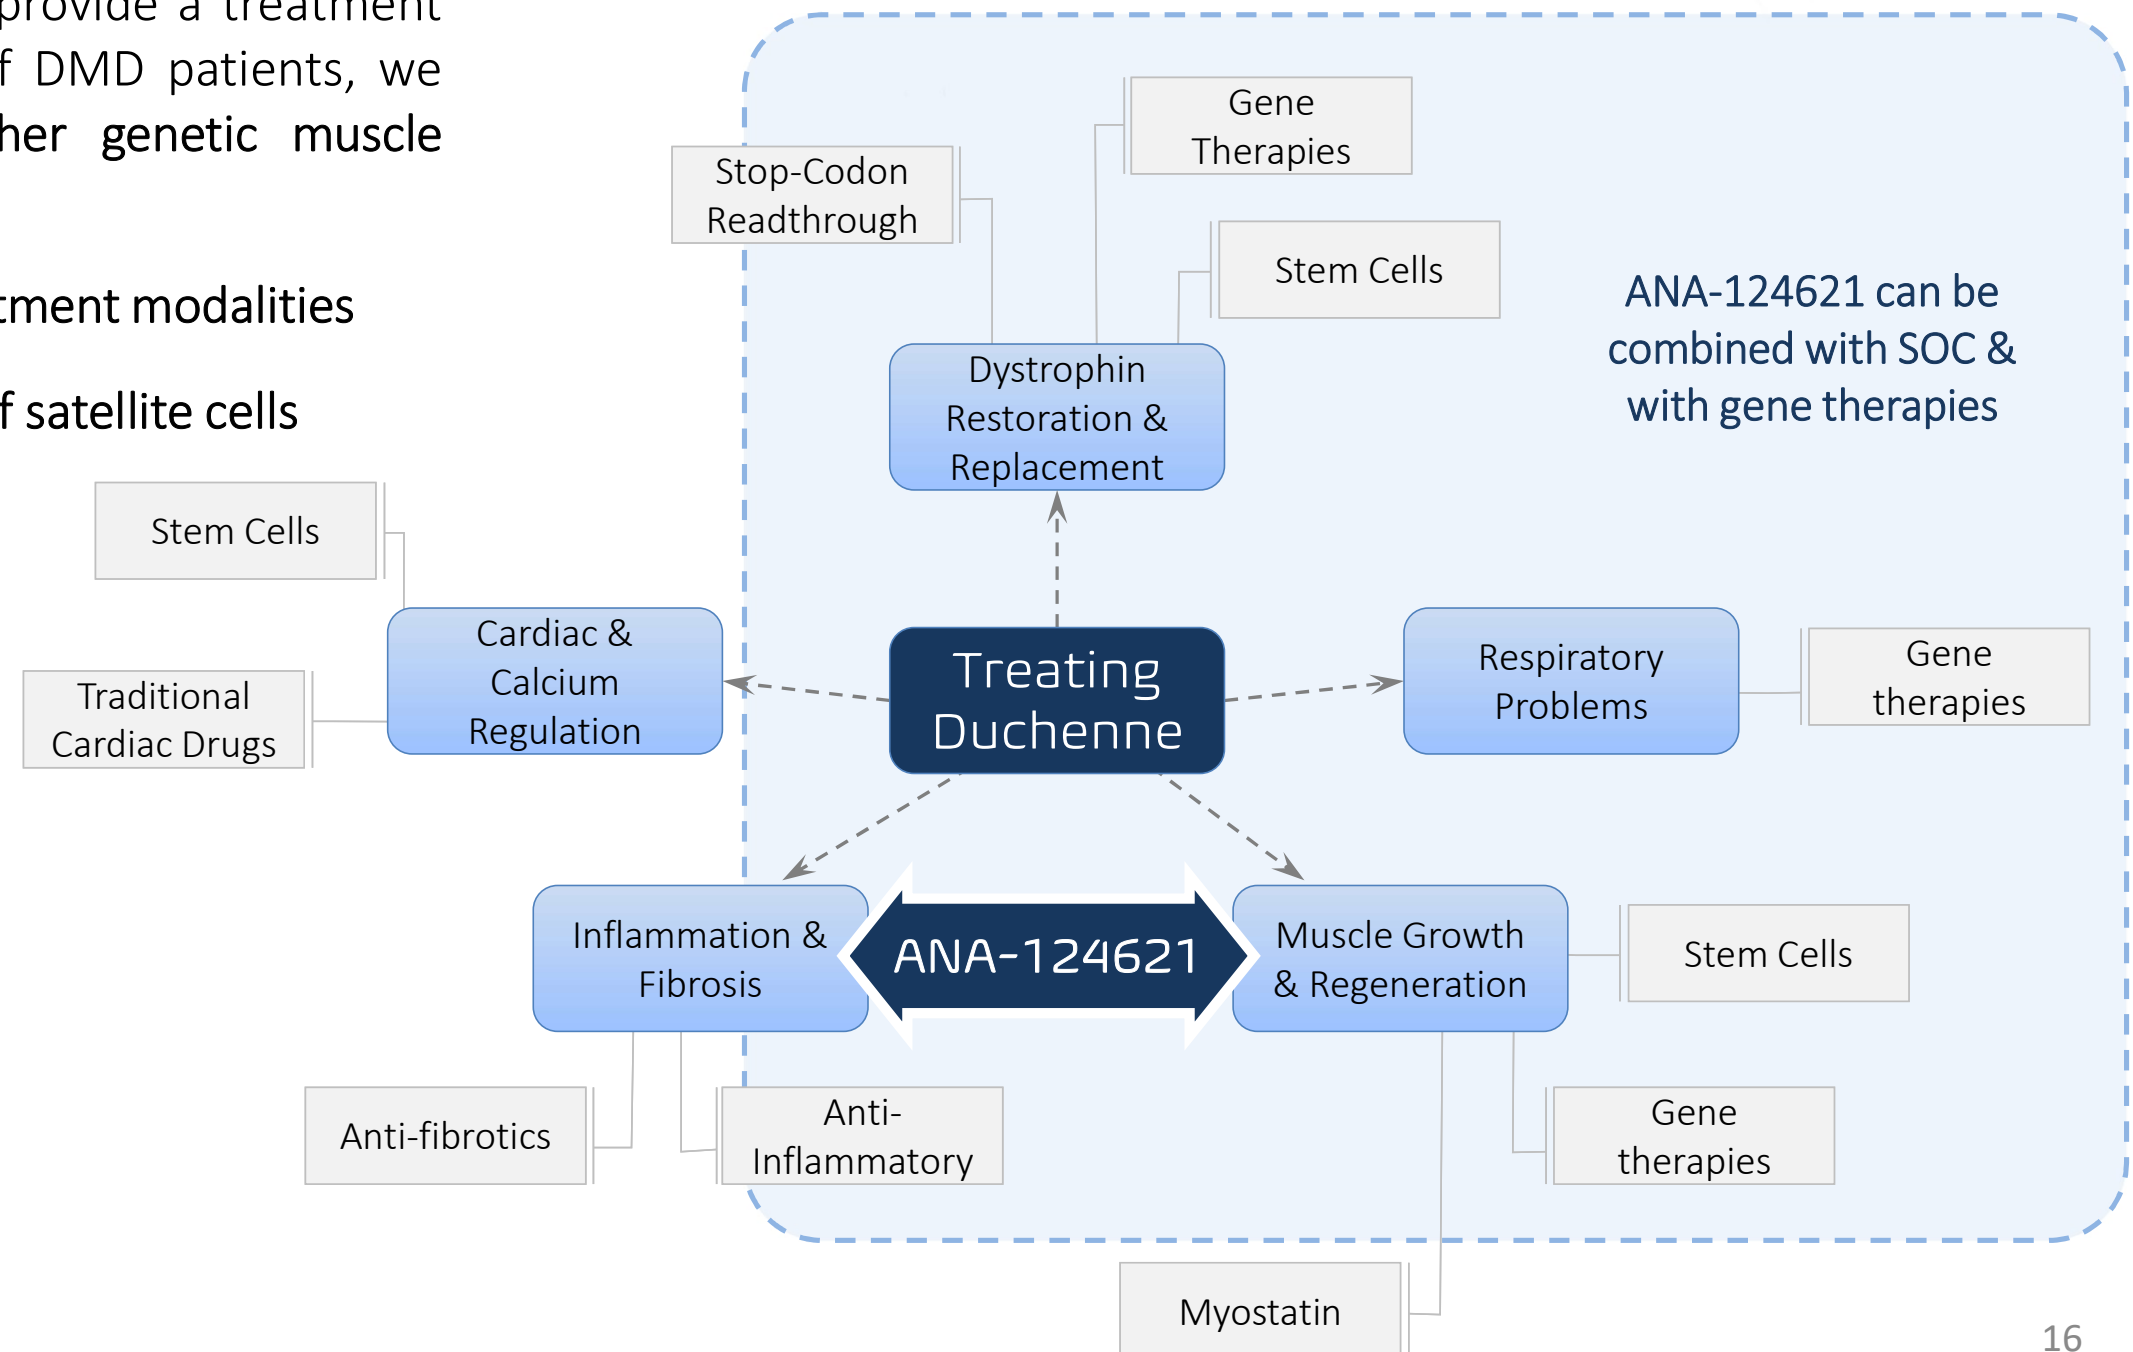 provide a treatment
f DMD patients, we
her genetic muscle
tment modalities
f satellite cells
Gene
Therapies
Stop-Codon
Readthrough
Stem Cells
ANA-124621 can be
combined with SOC &
with gene therapies
Dystrophin
Restoration &
Replacement
Stem Cells
Cardiac &
Calcium
Regulation
Traditional
Cardiac Drugs
Treating
Duchenne
Respiratory
Problems
Gene
therapies
Inflammation &
Fibrosis
ANA-124621
Muscle Growth
& Regeneration
Stem Cells
Anti-fibrotics
Anti-
Inflammatory
Gene
therapies
Myostatin
16